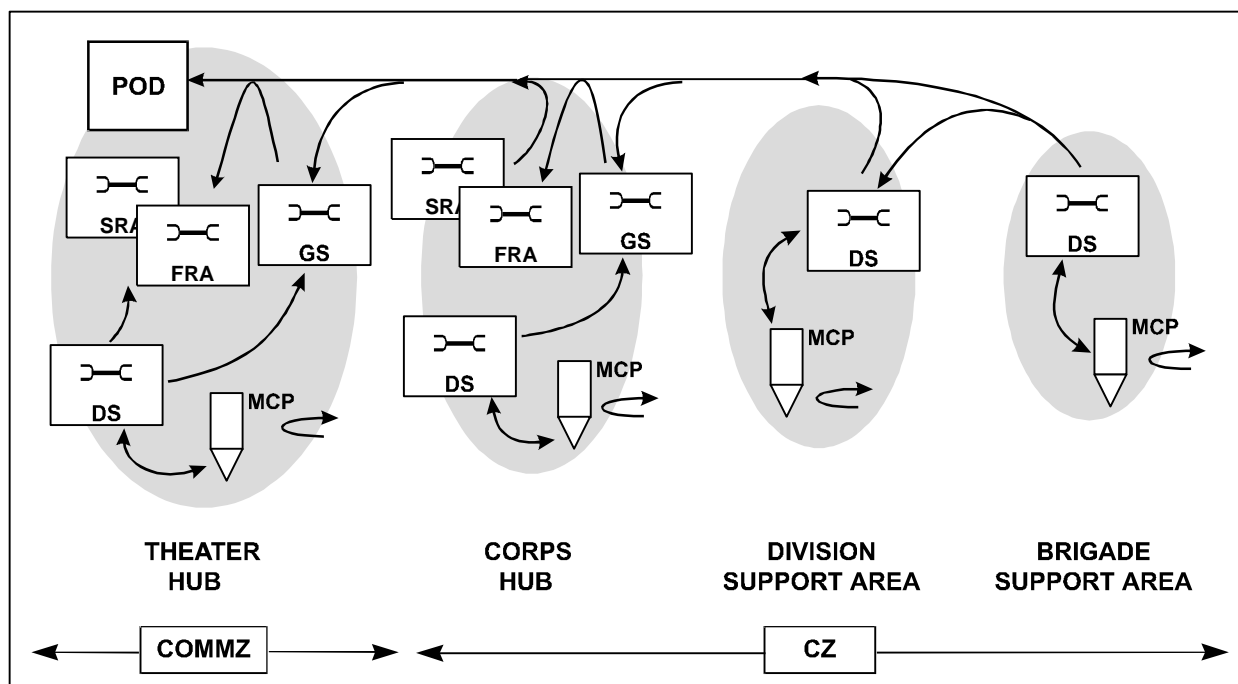 POD
SRA
FRA
GS
DS
MCP
SRA
FRA
GS
DS
MCP
DS
MCP
DS
MCP
THEATER
HUB
CORPS
HUB
DIVISION
SUPPORT AREA
BRIGADE
SUPPORT AREA
COMMZ
CZ